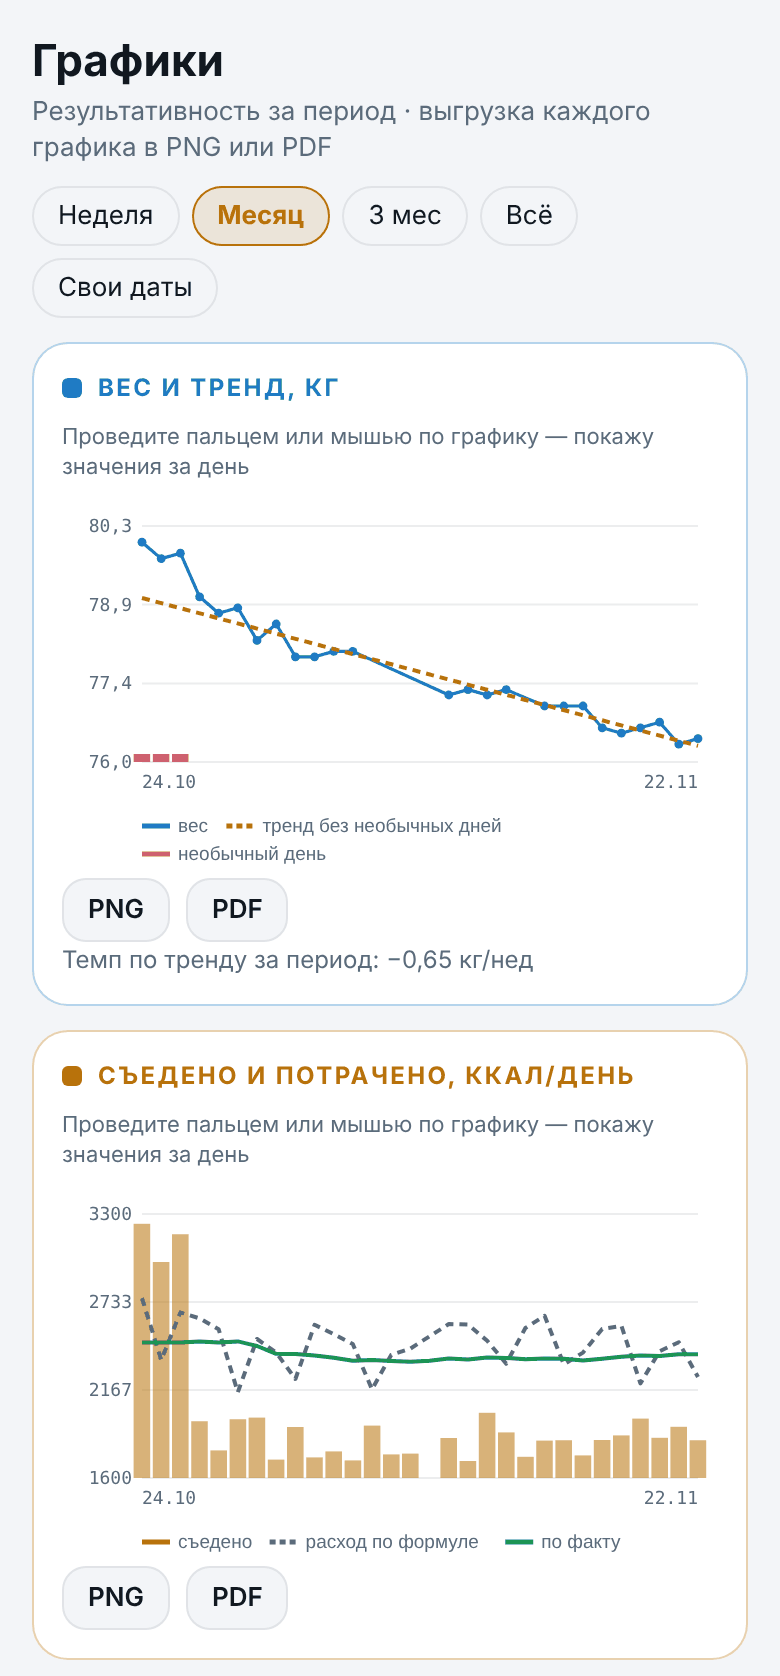 Графики
Результативность за период · выгрузка каждого
графика в PNG или PDF
Неделя
Месяц
3 мес
Всё
Свои даты
ВЕС И ТРЕНД, КГ
Проведите пальцем или мышью по графику — покажу
значения за день
80,3
78,9
77,4
76,0
24.10
22.11
вес
тренд без необычных дней
необычный день
PNG
PDF
Темп по тренду за период: −0,65 кг/нед
СЪЕДЕНО И ПОТРАЧЕНО, ККАЛ/ДЕНЬ
Проведите пальцем или мышью по графику — покажу
значения за день
3300
2733
2167
1600
24.10
22.11
съедено
расход по формуле
по факту
PNG
PDF